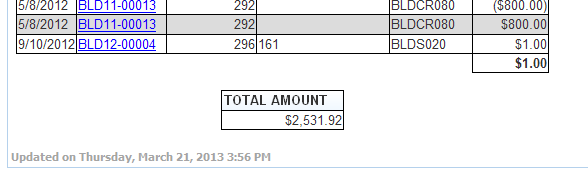 5/8/2012 BLD11-00013 292 BLDCR080 ($800.00)
5/8/2012 BLD11-00013 292 BLDCR080 $800.00
9/10/2012 BLD12-00004 296 161 BLDS020 $1.00
$1.00
TOTAL AMOUNT
$2,531.92
Updated on Thursday, March 21, 2013 3:56 PM